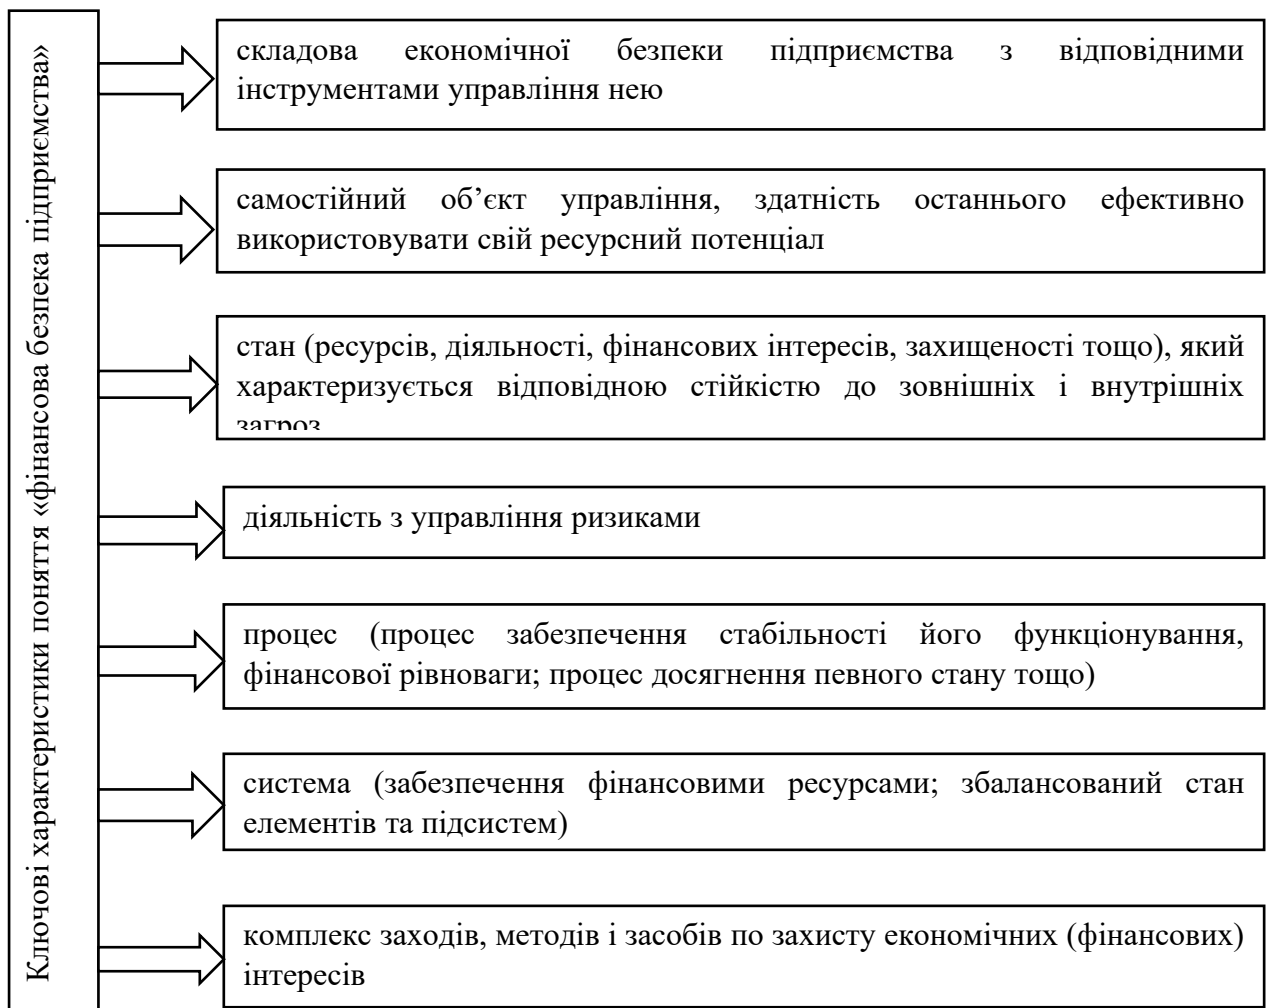 Ключові характеристики поняття «фінансова безпека підприємства»
складова економічної безпеки підприємства з відповідними
інструментами управління нею
самостійний об’єкт управління, здатність останнього ефективно
використовувати свій ресурсний потенціал
стан (ресурсів, діяльності, фінансових інтересів, захищеності тощо), який
характеризується відповідною стійкістю до зовнішніх і внутрішніх
загроз
діяльність з управління ризиками
процес (процес забезпечення стабільності його функціонування,
фінансової рівноваги; процес досягнення певного стану тощо)
система (забезпечення фінансовими ресурсами; збалансований стан
елементів та підсистем)
комплекс заходів, методів і засобів по захисту економічних (фінансових)
інтересів